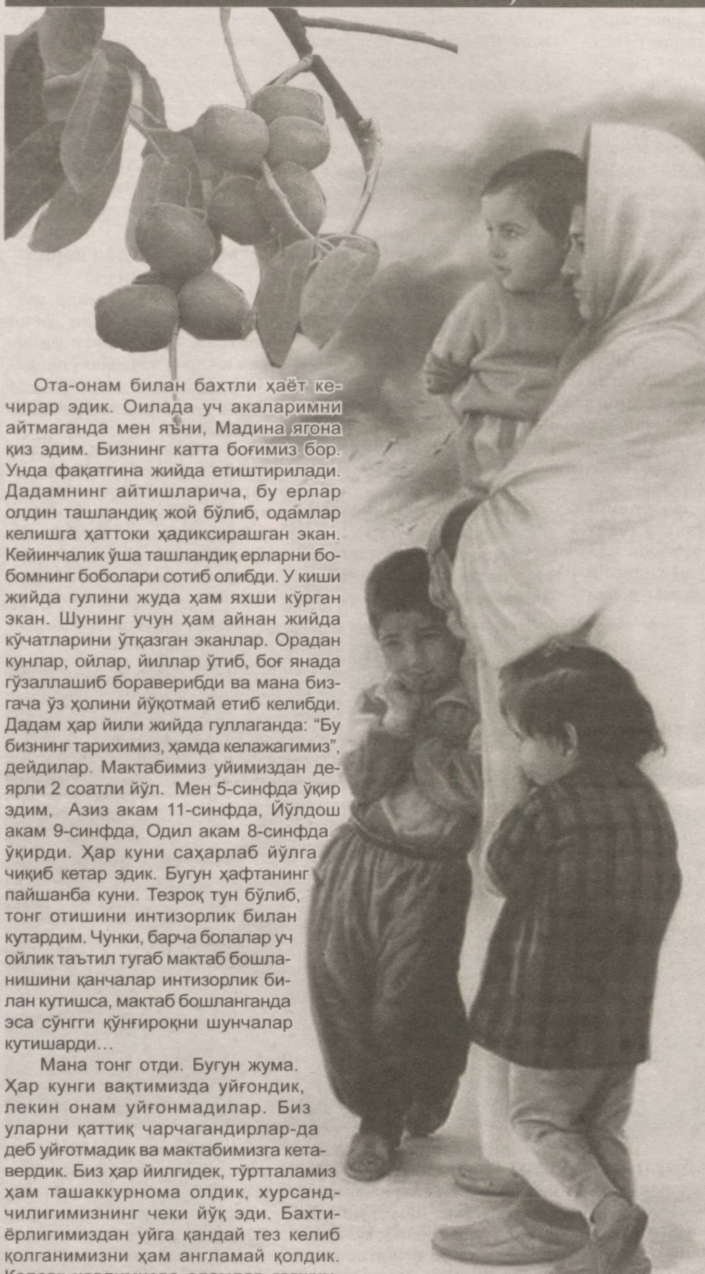 Ота-онам билан бахтли ҳаёт ке-
чирар эдик. Оилада уч акаларимни
айтмаганда мен яъни, Мадина ягона
қиз эдим. Бизнинг катта боғимиз бор.
Унда фақатгина жийда етиштирилади.
Дадамнинг айтишларича, бу ерлар
олдин ташландиқ жой бўлиб, одамлар
келишга ҳаттоки ҳадиксирашган экан.
Кейинчалик ўша ташландиқ ерларни бо-
бомнинг боболари сотиб олибди. У киши
жийда гулини жуда ҳам яхши кўрган
экан. Шунинг учун ҳам айнан жийда
кўчатларини ўтқазган эканлар. Орадан
кунлар, ойлар, йиллар ўтиб, боғ янада
гўзаллашиб бораверибди ва мана биз-
гача ўз ҳолини йўқотмай етиб келибди.
Дадам ҳар йили жийда гуллаганда: “Бу
бизнинг тарихимиз, ҳамда келажагимиз”,
дейдилар. Мактабимиз уйимиздан де-
ярли 2 соатли йўл. Мен 5-синфда ўқир
эдим, Азиз акам 11-синфда, Йўлдош
акам 9-синфда, Одил акам 8-синфда
ўқирди. Ҳар куни саҳарлаб йўлга
чиқиб кетар эдик. Бугун ҳафтанинг
пайшанба куни. Тезроқ тун бўлиб,
тонг отишини интизорлик билан
кутардим. Чунки, барча болалар уч
ойлик таътил тугаб мактаб бошла-
нишини қанчалар интизорлик би-
лан кутишса, мактаб бошланганда
эса сўнгги қўнғироқни шунчалар
кутишарди...
Мана тонг отди. Бугун жума.
Ҳар кунги вақтимизда уйғондик,
лекин онам уйғонмадилар. Биз
уларни қаттиқ чарчагандирлар-да
деб уйғотмадик ва мактабимизга кета-
вердик. Биз ҳар йилгидек, тўртталамиз
ҳам ташаккурнома олдик, хурсанд-
чилигимизнинг чеки йўқ эди. Бахти-
ёрлигимиздан уйга қандай тез келиб
қолганимизни ҳам англамай қолдик.